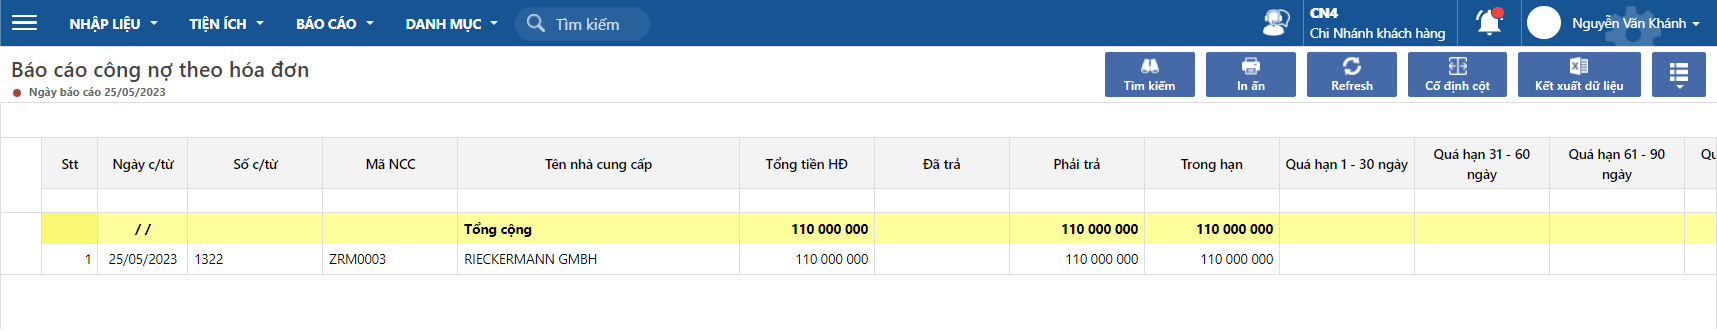 NHẬP LIỆU TIỆN ÍCH BÁO CÁO DANH MỤC Tìm kiếm CN4 Nguyễn Văn Khánh
Chi Nhánh khách hàng
Báo cáo công nợ theo hóa đơn
Ngày báo cáo 25/05/2023
Tìm kiếm In ấn Refresh Cố định cột Kết xuất dữ liệu
Stt Ngày c/từ Số c/từ Mã NCC Tên nhà cung cấp Tổng tiền HĐ Đã trả Phải trả Trong hạn Quá hạn 1 - 30 ngày Quá hạn 31 - 60 ngày Quá hạn 61 - 90 ngày
/ / Tổng cộng 110 000 000 110 000 000 110 000 000
1 25/05/2023 1322 ZRM0003 RIECKERMANN GMBH 110 000 000 110 000 000 110 000 000